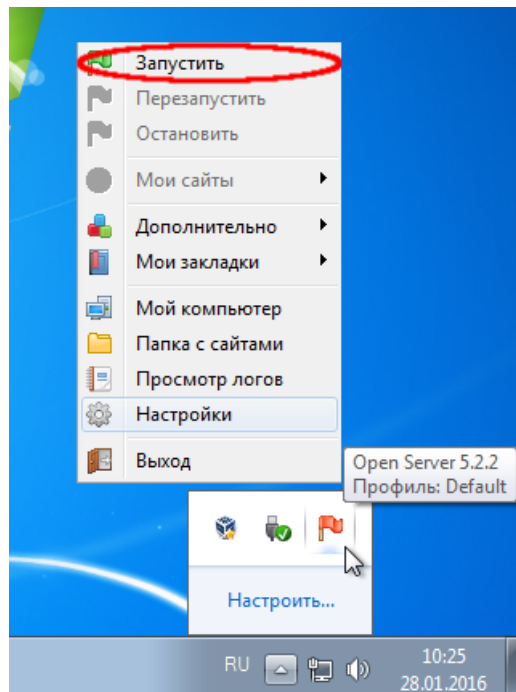 Запустить
Перезапустить
Остановить
Мои сайты
Дополнительно
Мои закладки
Мой компьютер
Папка с сайтами
Просмотр логов
Настройки
Выход
Open Server 5.2.2
Профиль: Default
Настроить...
RU
10:25
28.01.2016